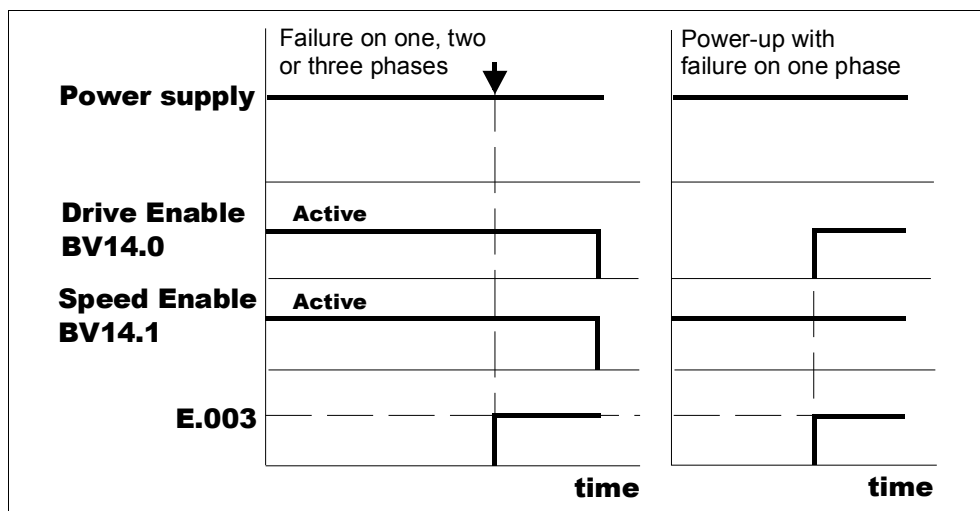 Failure on one, two
or three phases
Power-up with
failure on one phase
Power supply
Drive Enable
BV14.0
Active
Speed Enable
BV14.1
Active
E.003
time
time